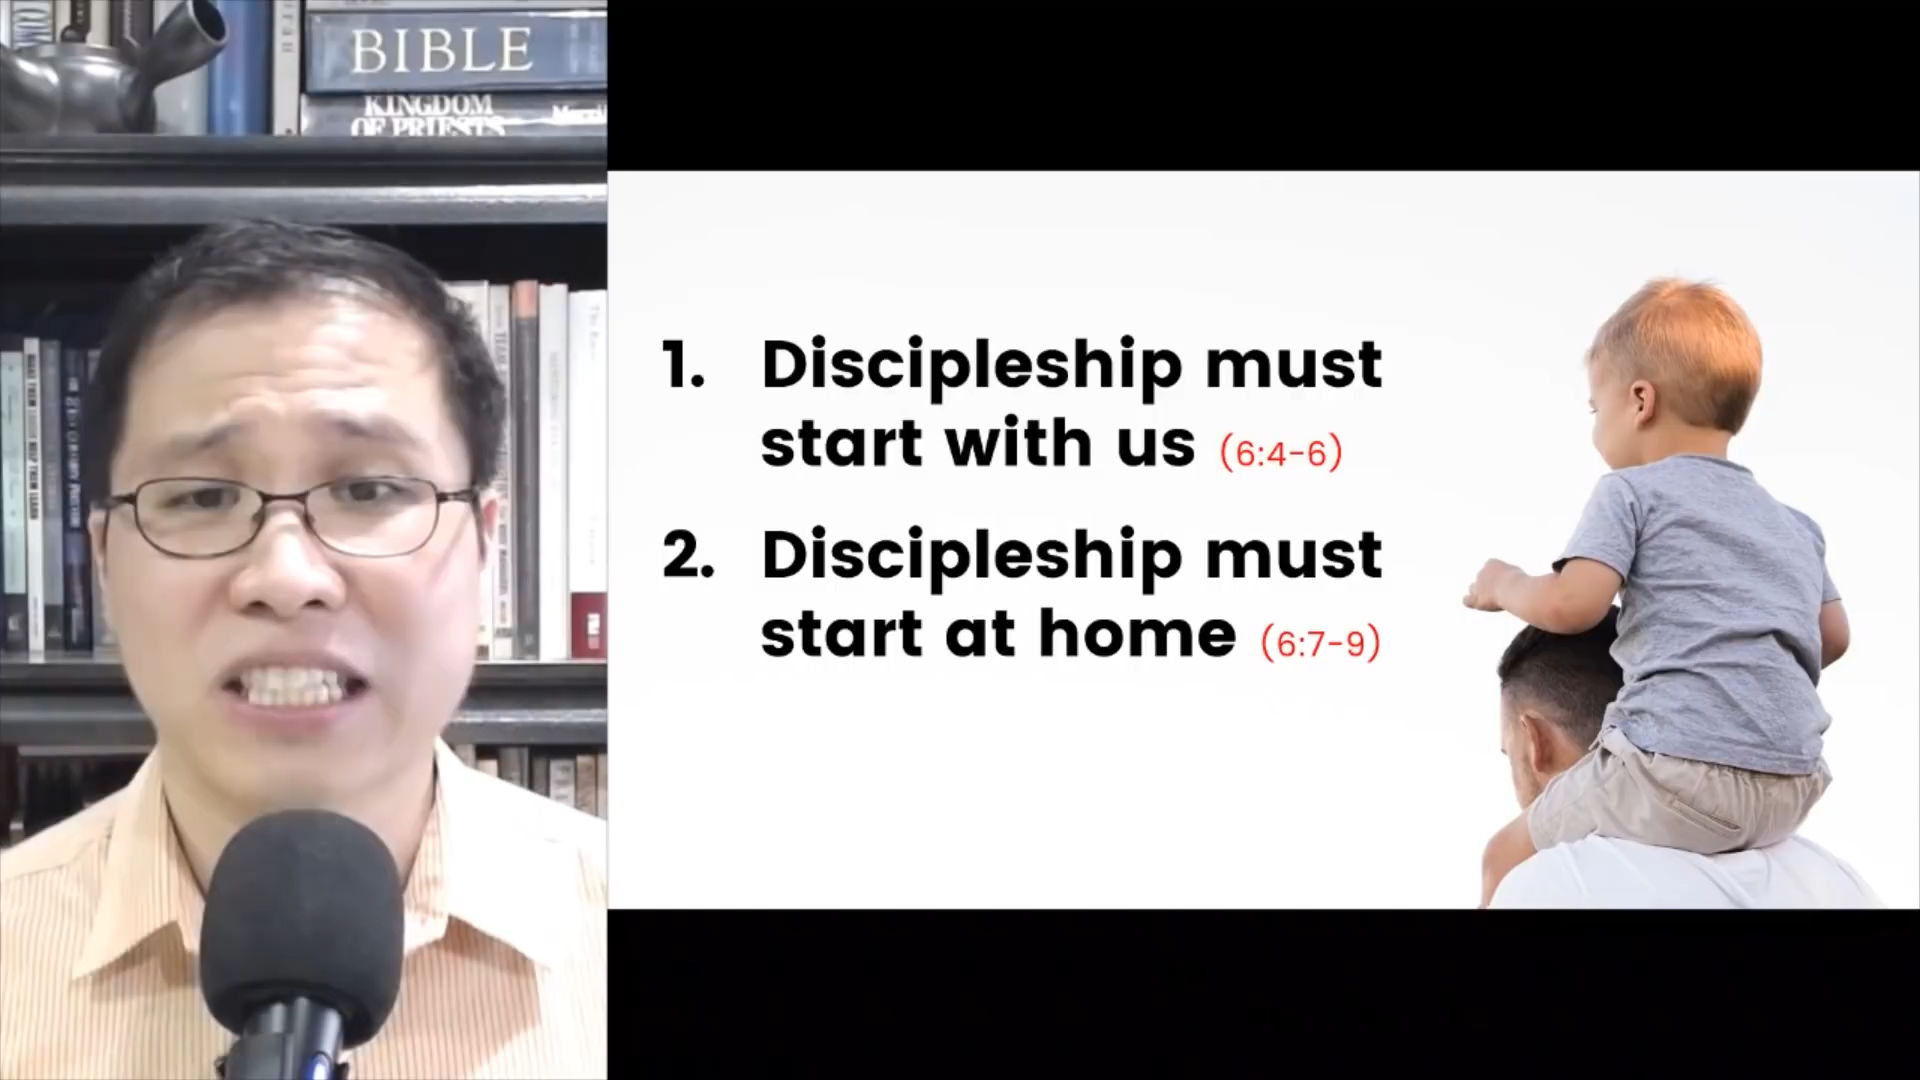 BIBLE
KINGDOM
OF PRIESTS
1. Discipleship must
start with us (6:4-6)
2. Discipleship must
start at home (6:7-9)